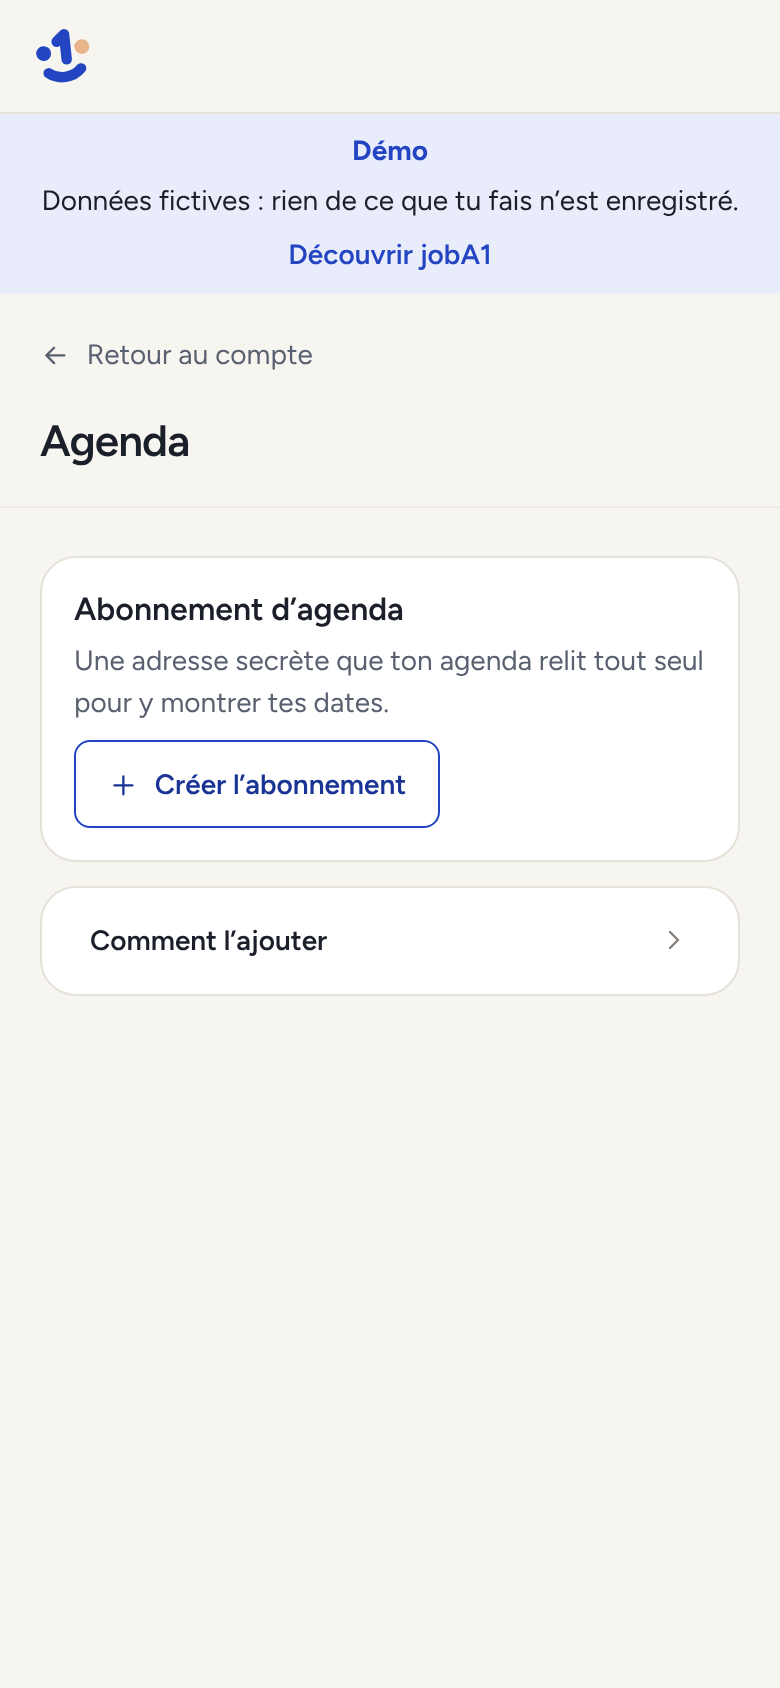 Démo
Données fictives : rien de ce que tu fais n’est enregistré.
Découvrir jobA1
Retour au compte
Agenda
Abonnement d’agenda
Une adresse secrète que ton agenda relit tout seul
pour y montrer tes dates.
Créer l’abonnement
Comment l’ajouter